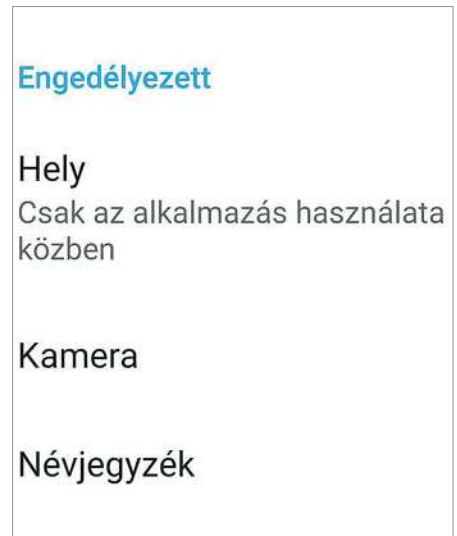 Engedélyezett
Hely
Csak az alkalmazás használata
közben
Kamera
Névjegyzék